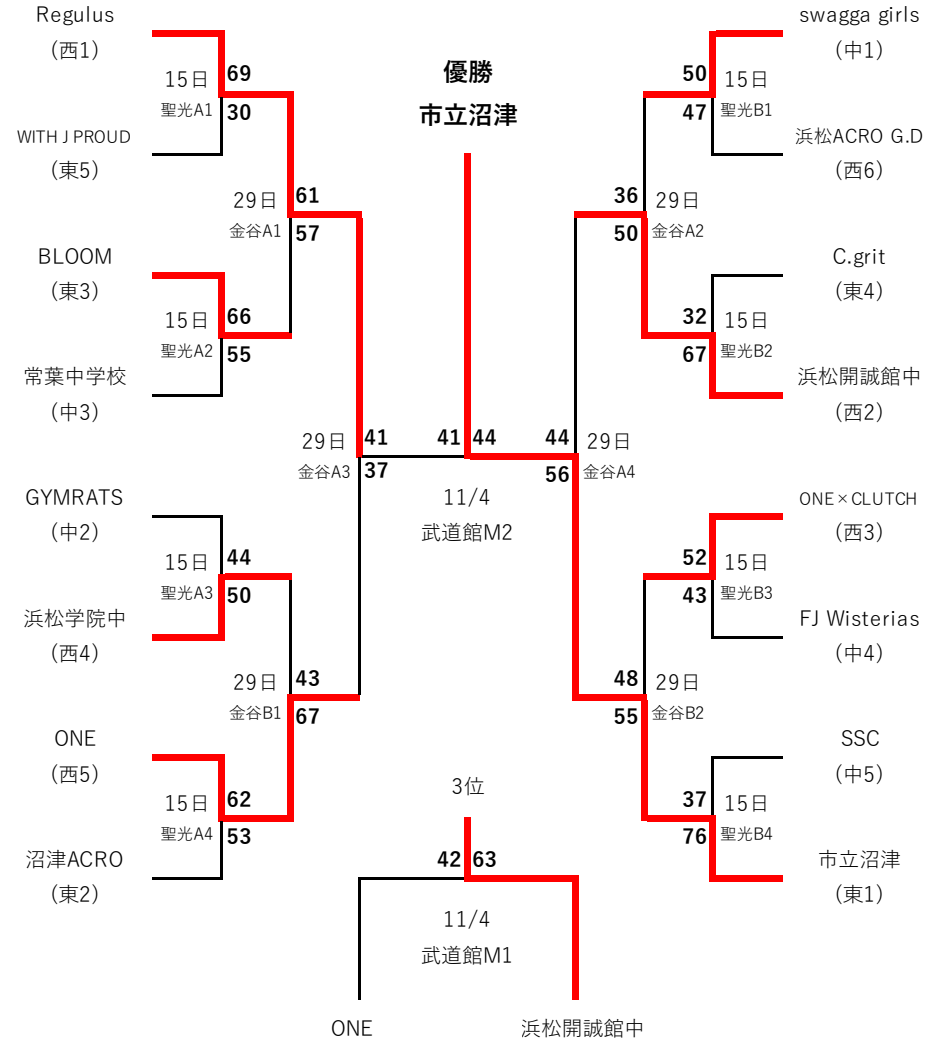 Regulus
（西1）
15日
聖光A1
69
30
WITH J PROUD
（東5）
29日
金谷A1
61
57
BLOOM
（東3）
15日
聖光A2
66
55
常葉中学校
（中3）
29日
金谷A3
41
37
GYMRATS
（中2）
15日
聖光A3
44
50
浜松学院中
（西4）
29日
金谷B1
43
67
ONE
（西5）
15日
聖光A4
62
53
沼津ACRO
（東2）
優勝
市立沼津
41 44
11/4
武道館M2
3位
42 63
11/4
武道館M1
ONE
浜松開誠館中
swagga girls
（中1）
50
47
15日
聖光B1
浜松ACRO G.D
（西6）
36
50
29日
金谷A2
C.grit
（東4）
32
67
15日
聖光B2
浜松開誠館中
（西2）
44
56
29日
金谷A4
ONE×CLUTCH
（西3）
52
43
15日
聖光B3
FJ Wisterias
（中4）
48
55
29日
金谷B2
SSC
（中5）
37
76
15日
聖光B4
市立沼津
（東1）